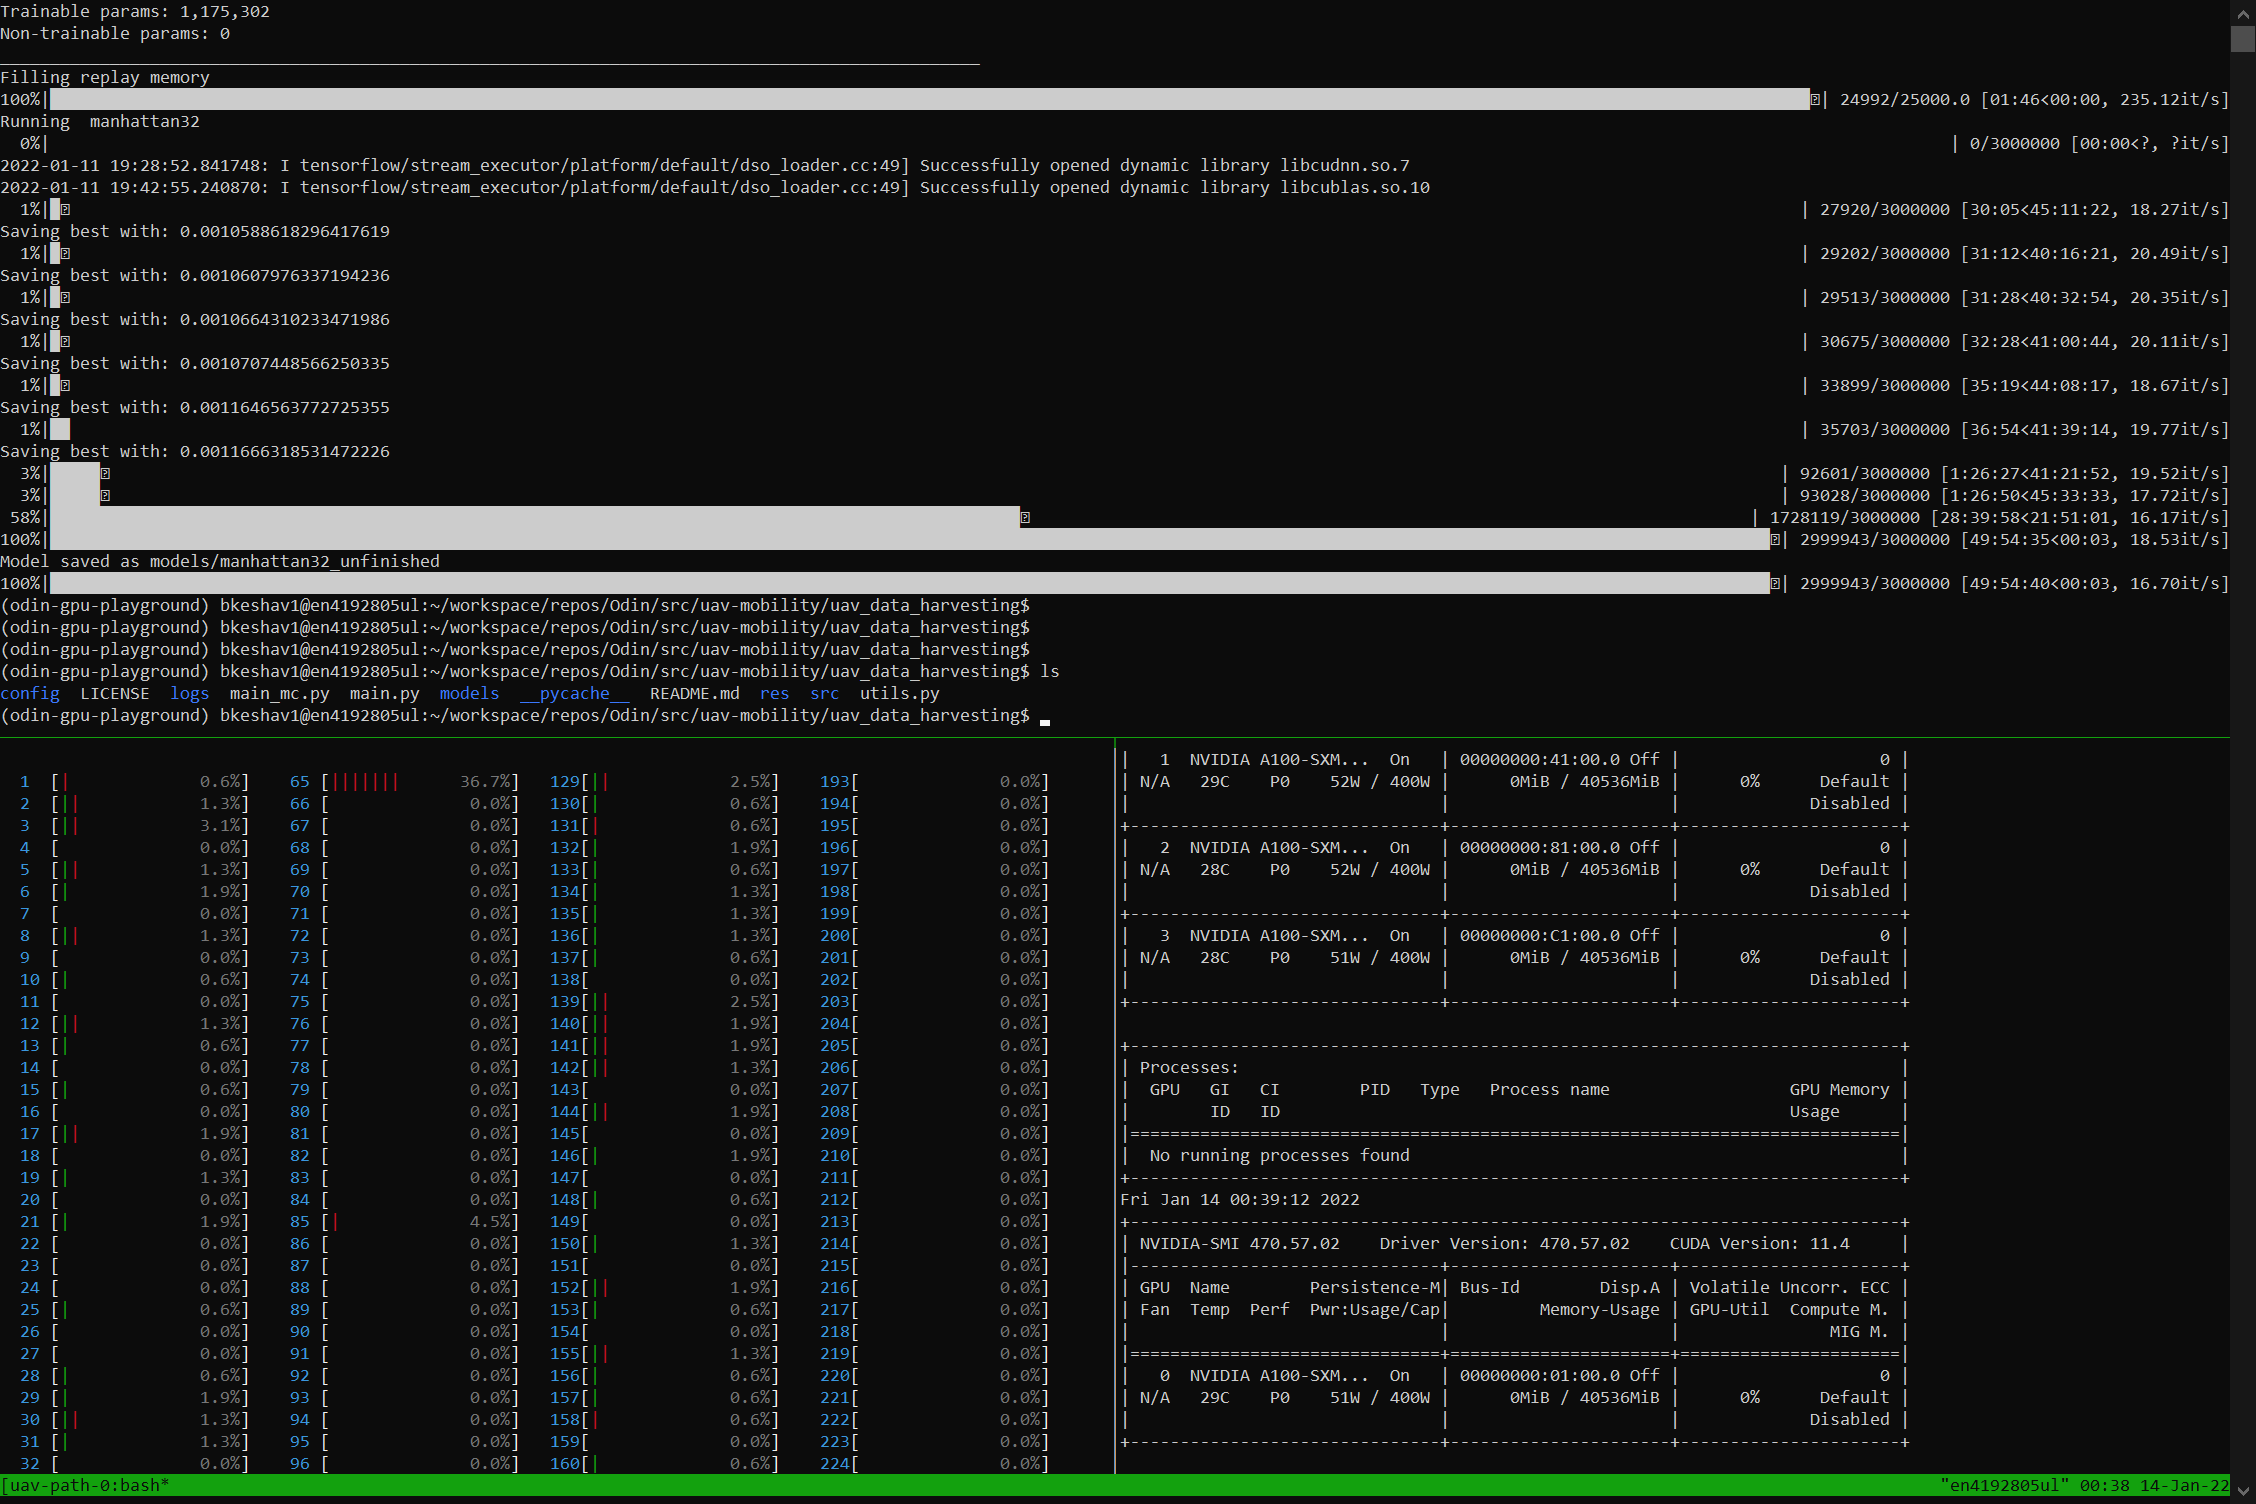 Trainable params: 1,175,302
Non-trainable params: 0
Filling replay memory
100%| | 24992/25000.0 [01:46<00:00, 235.12it/s]
Running  manhattan32
0%| | 0/3000000 [00:00<?, ?it/s]
2022-01-11 19:28:52.841748: I tensorflow/stream_executor/platform/default/dso_loader.cc:49] Successfully opened dynamic library libcudnn.so.7
2022-01-11 19:42:55.240870: I tensorflow/stream_executor/platform/default/dso_loader.cc:49] Successfully opened dynamic library libcublas.so.10
1%| | 27920/3000000 [30:05<45:11:22, 18.27it/s]
Saving best with: 0.0010588618296417619
1%| | 29202/3000000 [31:12<40:16:21, 20.49it/s]
Saving best with: 0.0010607976337194236
1%| | 29513/3000000 [31:28<40:32:54, 20.35it/s]
Saving best with: 0.0010664310233471986
1%| | 30675/3000000 [32:28<41:00:44, 20.11it/s]
Saving best with: 0.0010707448566250335
1%| | 33899/3000000 [35:19<44:08:17, 18.67it/s]
Saving best with: 0.0011646563772725355
1%| | 35703/3000000 [36:54<41:39:14, 19.77it/s]
Saving best with: 0.0011666318531472226
3%| | 92601/3000000 [1:26:27<41:21:52, 19.52it/s]
3%| | 93028/3000000 [1:26:50<45:33:33, 17.72it/s]
58%| | 1728119/3000000 [28:39:58<21:51:01, 16.17it/s]
100%| | 2999943/3000000 [49:54:35<00:03, 18.53it/s]
Model saved as models/manhattan32_unfinished
100%| | 2999943/3000000 [49:54:40<00:03, 16.70it/s]
(odin-gpu-playground) bkeshav1@en4192805ul:~/workspace/repos/Odin/src/uav-mobility/uav_data_harvesting$
(odin-gpu-playground) bkeshav1@en4192805ul:~/workspace/repos/Odin/src/uav-mobility/uav_data_harvesting$
(odin-gpu-playground) bkeshav1@en4192805ul:~/workspace/repos/Odin/src/uav-mobility/uav_data_harvesting$
(odin-gpu-playground) bkeshav1@en4192805ul:~/workspace/repos/Odin/src/uav-mobility/uav_data_harvesting$ ls
config  LICENSE  logs  main_mc.py  main.py  models  __pycache__  README.md  res  src  utils.py
(odin-gpu-playground) bkeshav1@en4192805ul:~/workspace/repos/Odin/src/uav-mobility/uav_data_harvesting$
1 [| 0.6%] 65 [||||||| 36.7%] 129[|| 2.5%] 193[ 0.0%]
2 [|| 1.3%] 66 [ 0.0%] 130[| 0.6%] 194[ 0.0%]
3 [|| 3.1%] 67 [ 0.0%] 131[| 0.6%] 195[ 0.0%]
4 [ 0.0%] 68 [ 0.0%] 132[| 1.9%] 196[ 0.0%]
5 [|| 1.3%] 69 [ 0.0%] 133[| 0.6%] 197[ 0.0%]
6 [| 1.9%] 70 [ 0.0%] 134[| 1.3%] 198[ 0.0%]
7 [ 0.0%] 71 [ 0.0%] 135[| 1.3%] 199[ 0.0%]
8 [|| 1.3%] 72 [ 0.0%] 136[| 1.3%] 200[ 0.0%]
9 [ 0.0%] 73 [ 0.0%] 137[| 0.6%] 201[ 0.0%]
10 [| 0.6%] 74 [ 0.0%] 138[ 0.0%] 202[ 0.0%]
11 [ 0.0%] 75 [ 0.0%] 139[|| 2.5%] 203[ 0.0%]
12 [|| 1.3%] 76 [ 0.0%] 140[|| 1.9%] 204[ 0.0%]
13 [| 0.6%] 77 [ 0.0%] 141[|| 1.9%] 205[ 0.0%]
14 [ 0.0%] 78 [ 0.0%] 142[|| 1.3%] 206[ 0.0%]
15 [| 0.6%] 79 [ 0.0%] 143[ 0.0%] 207[ 0.0%]
16 [ 0.0%] 80 [ 0.0%] 144[|| 1.9%] 208[ 0.0%]
17 [|| 1.9%] 81 [ 0.0%] 145[ 0.0%] 209[ 0.0%]
18 [ 0.0%] 82 [ 0.0%] 146[| 1.9%] 210[ 0.0%]
19 [| 1.3%] 83 [ 0.0%] 147[ 0.0%] 211[ 0.0%]
20 [ 0.0%] 84 [ 0.0%] 148[| 0.6%] 212[ 0.0%]
21 [| 1.9%] 85 [| 4.5%] 149[ 0.0%] 213[ 0.0%]
22 [ 0.0%] 86 [ 0.0%] 150[| 1.3%] 214[ 0.0%]
23 [ 0.0%] 87 [ 0.0%] 151[ 0.0%] 215[ 0.0%]
24 [ 0.0%] 88 [ 0.0%] 152[|| 1.9%] 216[ 0.0%]
25 [| 0.6%] 89 [ 0.0%] 153[| 0.6%] 217[ 0.0%]
26 [ 0.0%] 90 [ 0.0%] 154[ 0.0%] 218[ 0.0%]
27 [ 0.0%] 91 [ 0.0%] 155[|| 1.3%] 219[ 0.0%]
28 [| 0.6%] 92 [ 0.0%] 156[| 0.6%] 220[ 0.0%]
29 [| 1.9%] 93 [ 0.0%] 157[| 0.6%] 221[ 0.0%]
30 [|| 1.3%] 94 [ 0.0%] 158[| 0.6%] 222[ 0.0%]
31 [| 1.3%] 95 [ 0.0%] 159[ 0.0%] 223[ 0.0%]
32 [ 0.0%] 96 [ 0.0%] 160[| 0.6%] 224[ 0.0%]
| 1 NVIDIA A100-SXM... On | 00000000:41:00.0 Off | 0 |
| N/A 29C P0 52W / 400W | 0MiB / 40536MiB | 0% Default |
| | | Disabled |
| 2 NVIDIA A100-SXM... On | 00000000:81:00.0 Off | 0 |
| N/A 28C P0 52W / 400W | 0MiB / 40536MiB | 0% Default |
| | | Disabled |
| 3 NVIDIA A100-SXM... On | 00000000:C1:00.0 Off | 0 |
| N/A 28C P0 51W / 400W | 0MiB / 40536MiB | 0% Default |
| | | Disabled |
| Processes: |
| GPU GI CI PID Type Process name GPU Memory |
| ID ID Usage |
| No running processes found |
Fri Jan 14 00:39:12 2022
| NVIDIA-SMI 470.57.02 Driver Version: 470.57.02 CUDA Version: 11.4 |
| GPU Name Persistence-M| Bus-Id Disp.A | Volatile Uncorr. ECC |
| Fan Temp Perf Pwr:Usage/Cap| Memory-Usage | GPU-Util Compute M. |
| | | MIG M. |
| 0 NVIDIA A100-SXM... On | 00000000:01:00.0 Off | 0 |
| N/A 29C P0 51W / 400W | 0MiB / 40536MiB | 0% Default |
| | | Disabled |
[uav-path-0:bash* "en4192805ul" 00:38 14-Jan-22